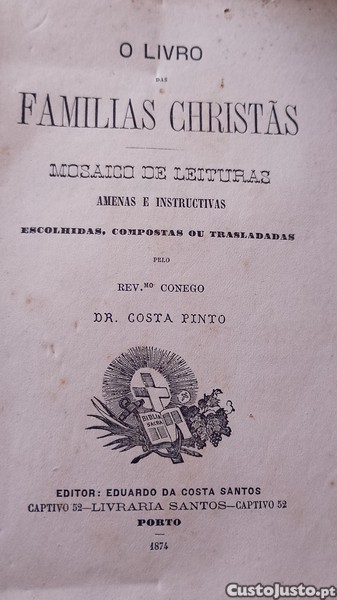 O LIVRO
DAS
FAMILIAS CHRISTÃS
MOSAICO DE LEITURAS
AMENAS E INSTRUCTIVAS
ESCOLHIDAS, COMPOSTAS OU TRASLADADAS
PELO
REV.MO CONEGO
DR. COSTA PINTO
BIBLIA SACRA
EDITOR: EDUARDO DA COSTA SANTOS
CAPTIVO 52—LIVRARIA SANTOS—CAPTIVO 52
PORTO
1874
CustoJusto.pt